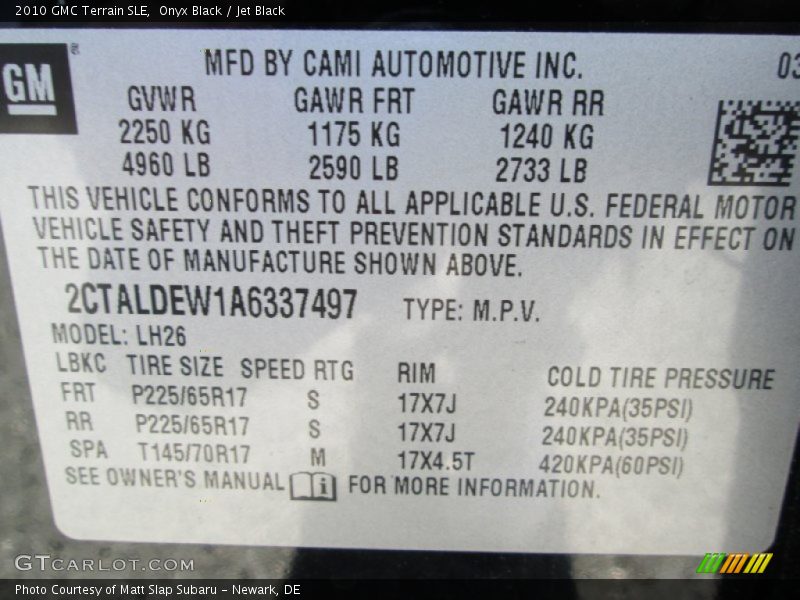 2010 GMC Terrain SLE, Onyx Black / Jet Black
GM ®
MFD BY CAMI AUTOMOTIVE INC. 03
GVWR GAWR FRT GAWR RR
2250 KG 1175 KG 1240 KG
4960 LB 2590 LB 2733 LB
THIS VEHICLE CONFORMS TO ALL APPLICABLE U.S. FEDERAL MOTOR
VEHICLE SAFETY AND THEFT PREVENTION STANDARDS IN EFFECT ON
THE DATE OF MANUFACTURE SHOWN ABOVE.
2CTALDEW1A6337497 TYPE: M.P.V.
MODEL: LH26
LBKC TIRE SIZE SPEED RTG RIM COLD TIRE PRESSURE
FRT P225/65R17 S 17X7J 240KPA(35PSI)
RR P225/65R17 S 17X7J 240KPA(35PSI)
SPA T145/70R17 M 17X4.5T 420KPA(60PSI)
SEE OWNER'S MANUAL i FOR MORE INFORMATION.
GTCARLOT.COM
Photo Courtesy of Matt Slap Subaru – Newark, DE